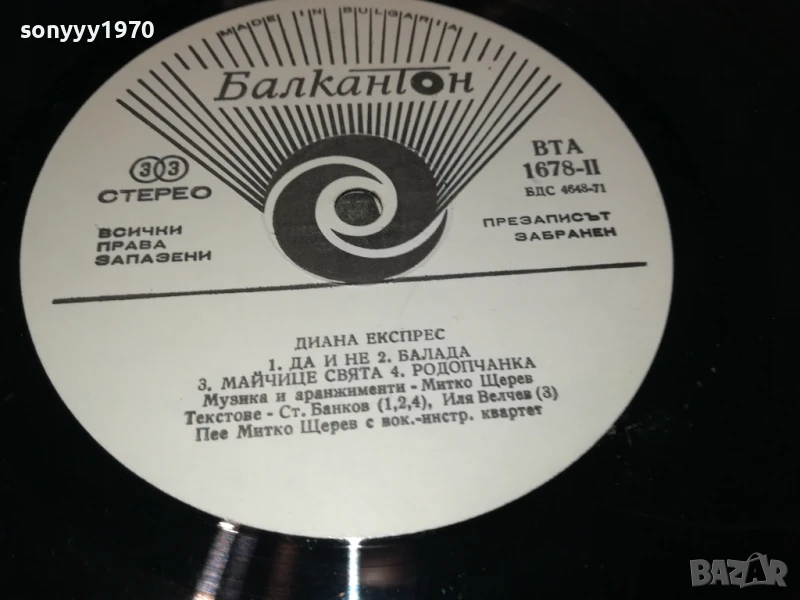 sonyyy1970
MADE IN BULGARIA
Балкантон
33
СТЕРЕО
ВТА
1678-II
БДС 4648-71
ВСИЧКИ
ПРАВА
ЗАПАЗЕНИ
ПРЕЗАПИСЪТ
ЗАБРАНЕН
ДИАНА ЕКСПРЕС
1. ДА И НЕ 2. БАЛАДА
3. МАЙЧИЦЕ СВЯТА 4. РОДОПЧАНКА
Музика и аранжименти - Митко Щерев
Текстове - Ст. Банков (1,2,4), Иля Велчев (3)
Пее Митко Щерев с вок.-инстр. квартет
BAZAR